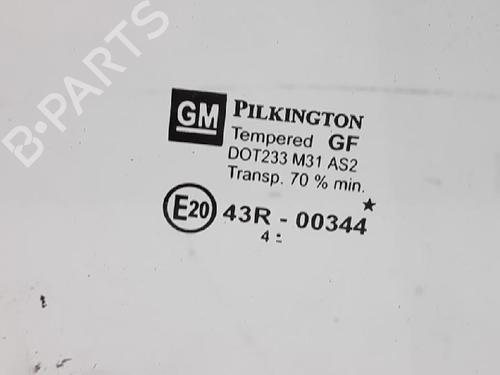 B-PARTS
GM PILKINGTON
Tempered GF
DOT233 M31 AS2
Transp. 70 % min.
E20 43R - 00344
4